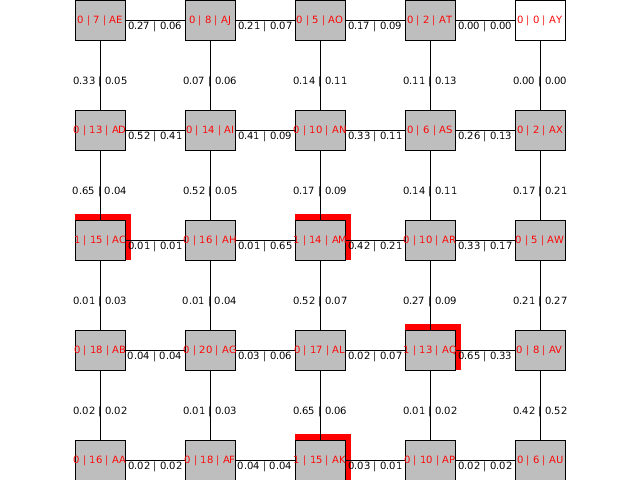 0 | 7 | AE 0.27 | 0.06 0 | 8 | AJ 0.21 | 0.07 0 | 5 | AO 0.17 | 0.09 0 | 2 | AT 0.00 | 0.00 0 | 0 | AY
0.33 | 0.05 0.07 | 0.06 0.14 | 0.11 0.11 | 0.13 0.00 | 0.00
0 | 13 | AD 0.52 | 0.41 0 | 14 | AI 0.41 | 0.09 0 | 10 | AN 0.33 | 0.11 0 | 6 | AS 0.26 | 0.13 0 | 2 | AX
0.65 | 0.04 0.52 | 0.05 0.17 | 0.09 0.14 | 0.11 0.17 | 0.21
1 | 15 | AC 0.01 | 0.01 0 | 16 | AH 0.01 | 0.65 1 | 14 | AM 0.42 | 0.21 0 | 10 | AR 0.33 | 0.17 0 | 5 | AW
0.01 | 0.03 0.01 | 0.04 0.52 | 0.07 0.27 | 0.09 0.21 | 0.27
0 | 18 | AB 0.04 | 0.04 0 | 20 | AG 0.03 | 0.06 0 | 17 | AL 0.02 | 0.07 1 | 13 | AQ 0.65 | 0.33 0 | 8 | AV
0.02 | 0.02 0.01 | 0.03 0.65 | 0.06 0.01 | 0.02 0.42 | 0.52
0 | 16 | AA 0.02 | 0.02 0 | 18 | AF 0.04 | 0.04 1 | 15 | AK 0.03 | 0.01 0 | 10 | AP 0.02 | 0.02 0 | 6 | AU